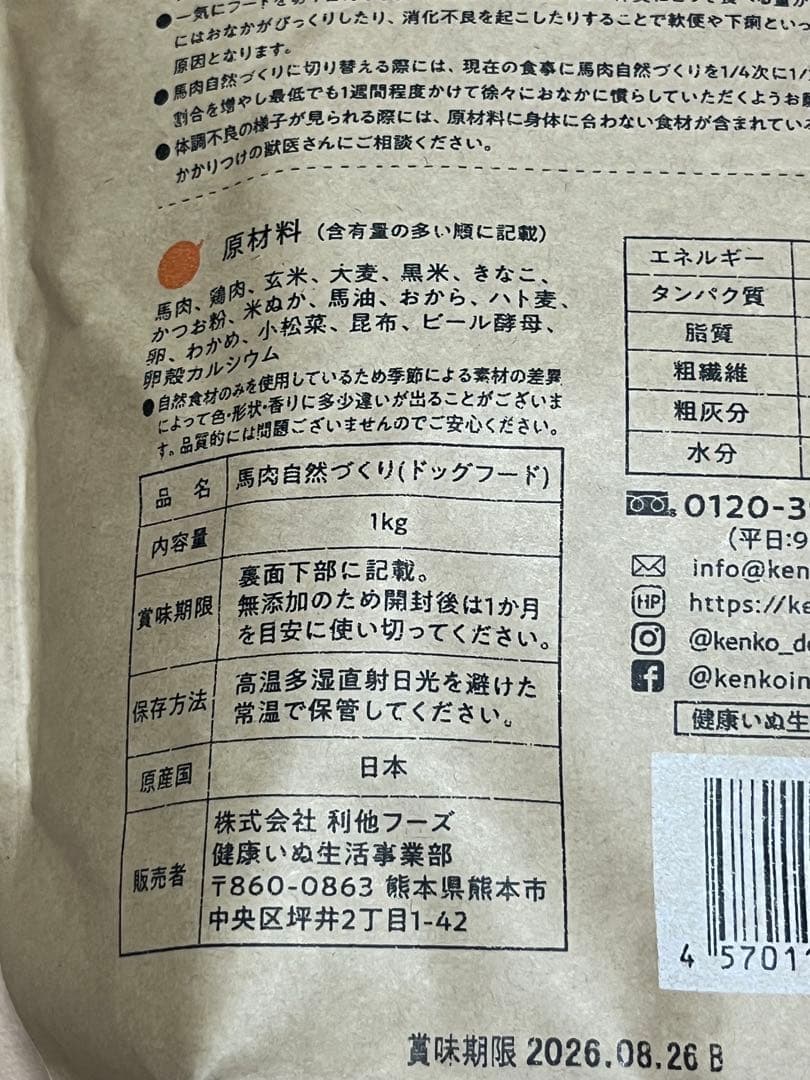 にはおなかがびっくりしたり、消化不良を起こしたりすることで軟便や下痢といっ
原因となります。
●馬肉自然づくりに切り替える際には、現在の食事に馬肉自然づくりを1/4次に1/
割合を増やし最低でも1週間程度かけて徐々におなかに慣らしていただくようお
●体調不良の様子が見られる際には、原材料に身体に合わない食材が含まれている
かかりつけの獣医さんにご相談ください。
原材料 (含有量の多い順に記載)
馬肉、鶏肉、玄米、大麦、黒米、きなこ、
かつお粉、米ぬか、馬油、おから、ハト麦、
卵、わかめ、小松菜、昆布、ビール酵母、
卵殻カルシウム
●自然食材のみを使用しているため季節による素材の差異
によって色・形状・香りに多少違いが出ることがございま
す。品質的には問題ございませんのでご安心ください。
品名 馬肉自然づくり(ドッグフード)
内容量 1kg
賞味期限 裏面下部に記載。
無添加のため開封後は1か月
を目安に使い切ってください。
保存方法 高温多湿直射日光を避けた
常温で保管してください。
原産国 日本
販売者 株式会社 利他フーズ
健康いぬ生活事業部
〒860-0863 熊本県熊本市
中央区坪井2丁目1-42
エネルギー
タンパク質
脂質
粗繊維
粗灰分
水分
0120-3
(平日:9
info@ken
HP https://ke
@kenko_d
@kenkoin
健康いぬ生
4 57011
賞味期限 2026.08.26 B